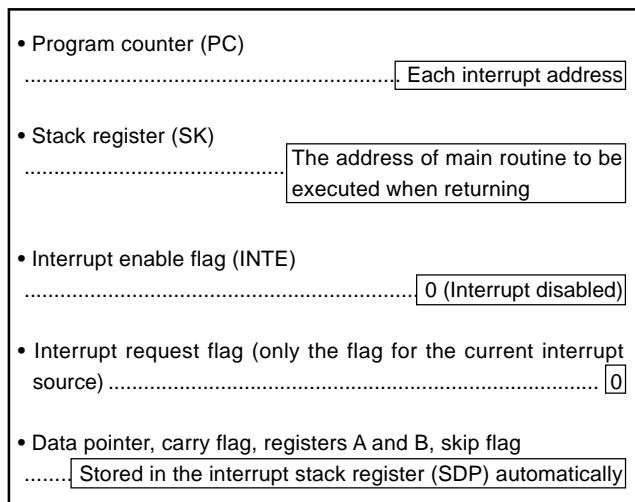 • Program counter (PC)
............................................................... Each interrupt address
• Stack register (SK)
............................................ The address of main routine to be
executed when returning
• Interrupt enable flag (INTE)
.................................................................. 0 (Interrupt disabled)
• Interrupt request flag (only the flag for the current interrupt
source) .................................................................................. 0
• Data pointer, carry flag, registers A and B, skip flag
........ Stored in the interrupt stack register (SDP) automatically